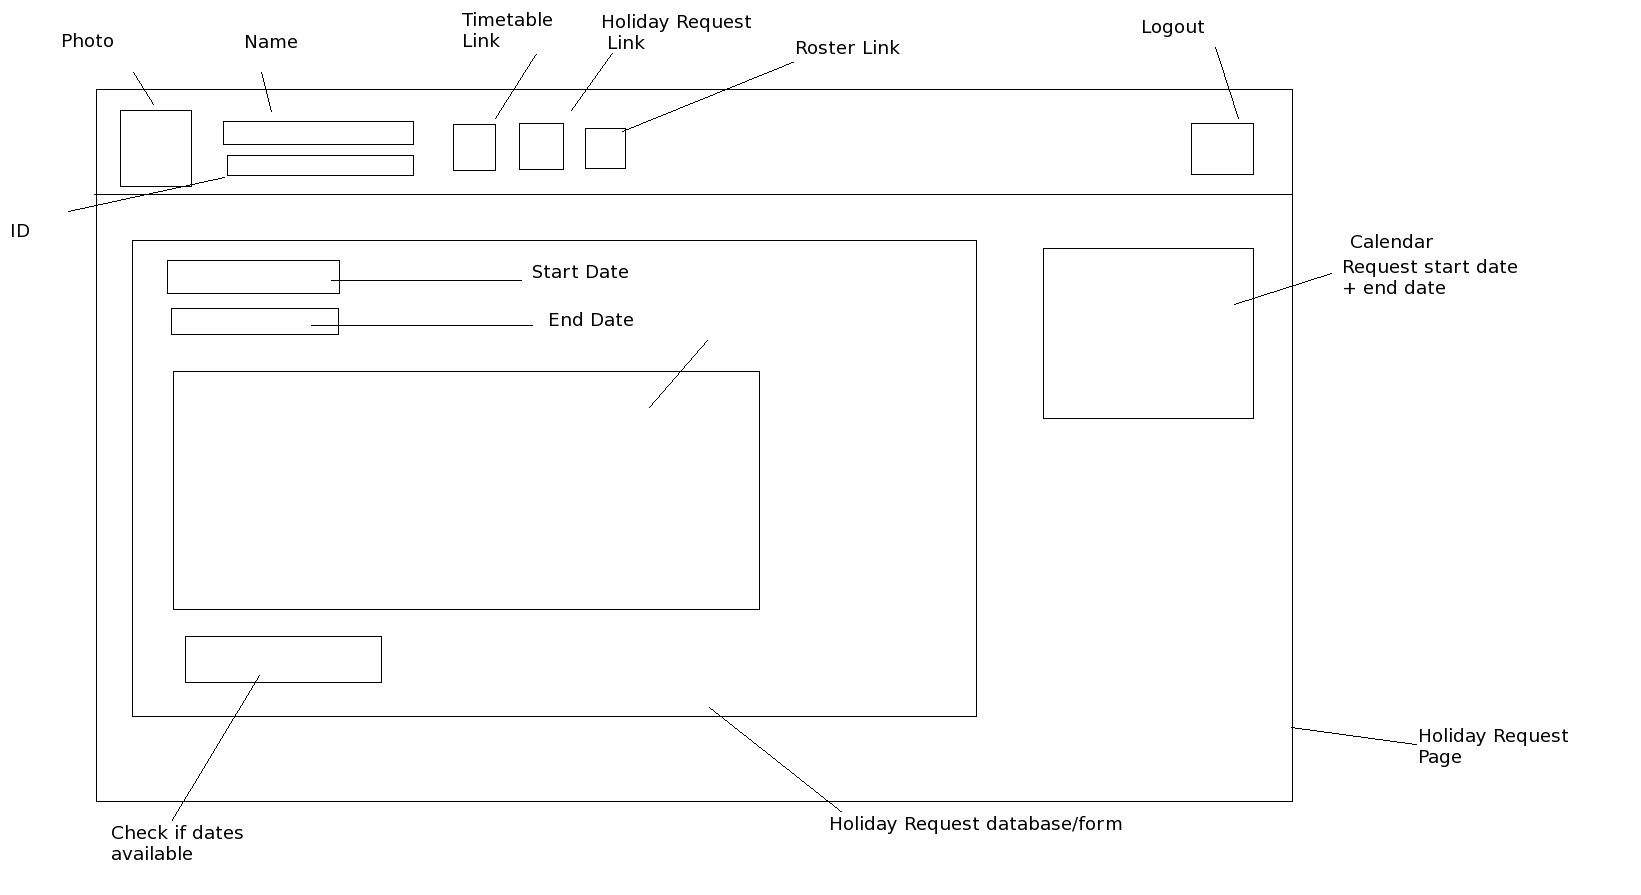 Photo
Name
Timetable
Link
Holiday Request
Link
Roster Link
Logout
ID
Start Date
End Date
Calendar
Request start date
+ end date
Holiday Request
Page
Holiday Request database/form
Check if dates
available